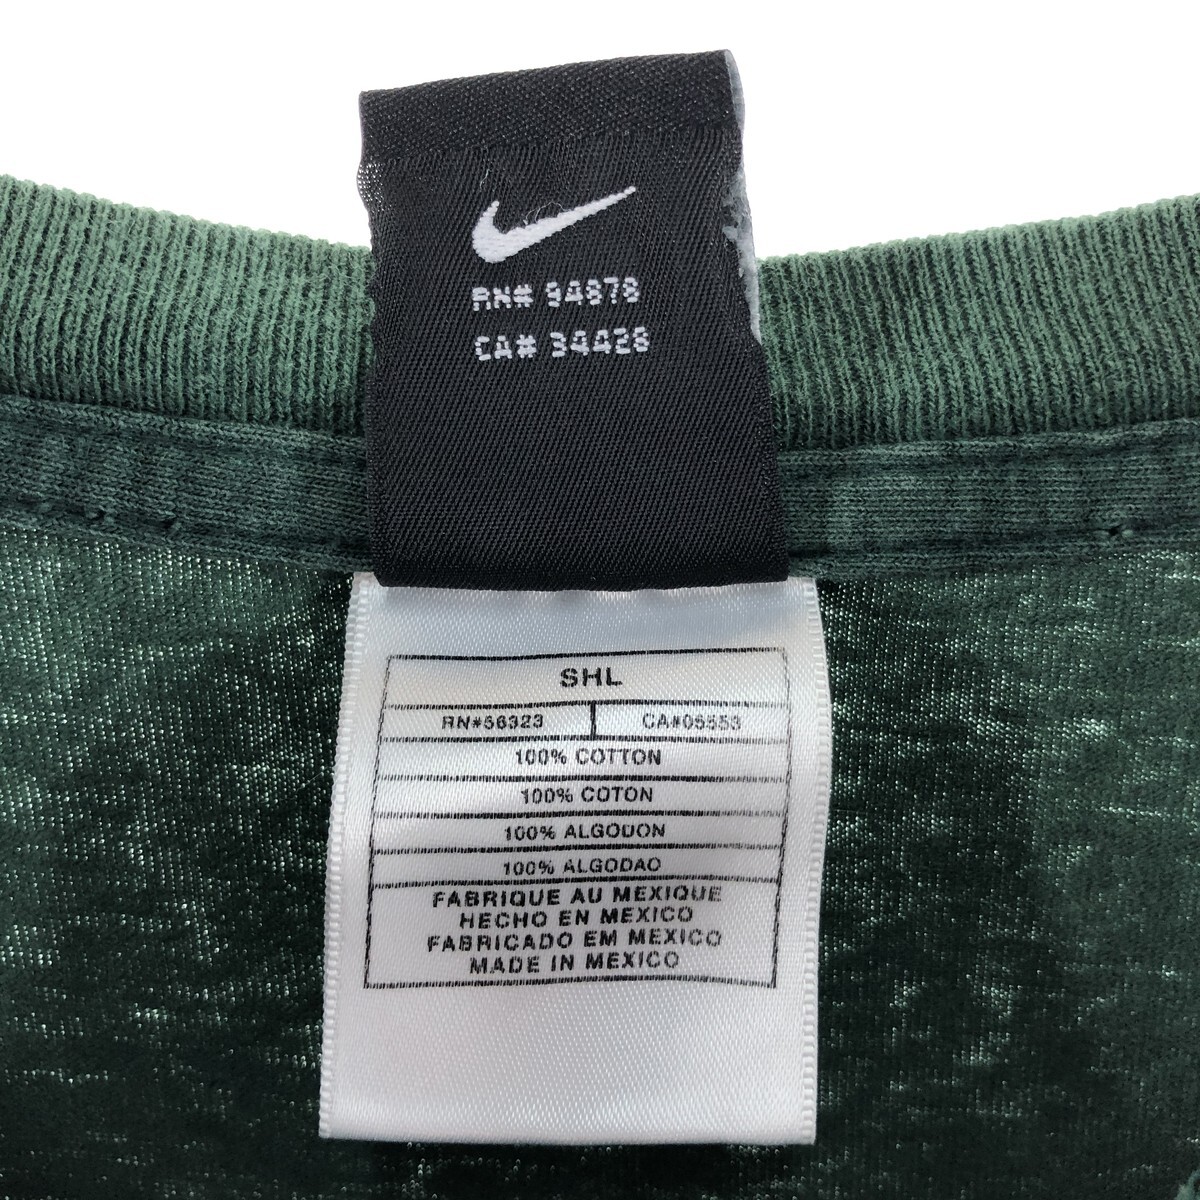 RN# 94878
CA# 34428
SHL
RN#56323 CA#05553
100% COTTON
100% COTON
100% ALGODON
100% ALGODAO
FABRIQUE AU MEXIQUE
HECHO EN MEXICO
FABRICADO EM MEXICO
MADE IN MEXICO